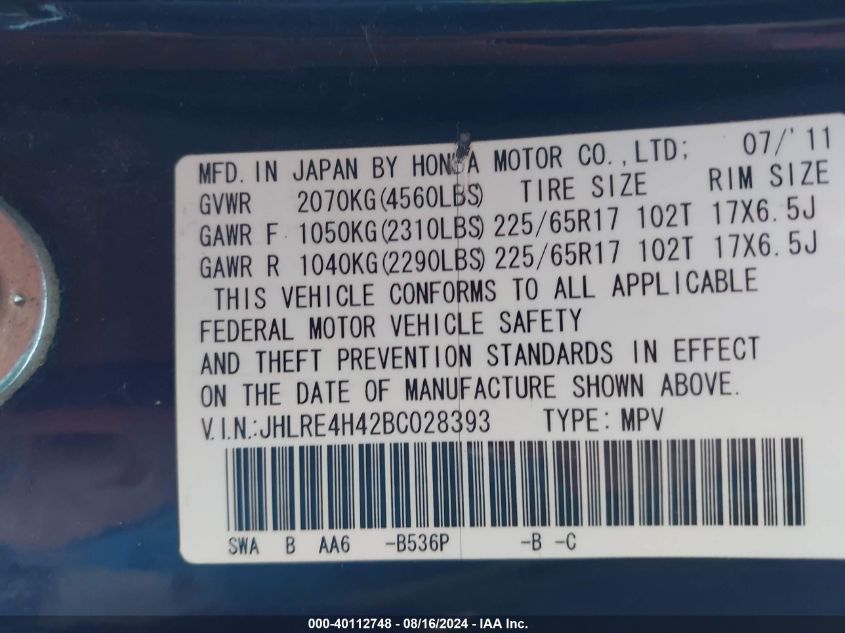 MFD. IN JAPAN BY HONDA MOTOR CO.,LTD; 07/'11
GVWR 2070KG(4560LBS) TIRE SIZE RIM SIZE
GAWR F 1050KG(2310LBS) 225/65R17 102T 17X6.5J
GAWR R 1040KG(2290LBS) 225/65R17 102T 17X6.5J
THIS VEHICLE CONFORMS TO ALL APPLICABLE
FEDERAL MOTOR VEHICLE SAFETY
AND THEFT PREVENTION STANDARDS IN EFFECT
ON THE DATE OF MANUFACTURE SHOWN ABOVE.
V.I.N.:JHLRE4H42BC028393 TYPE: MPV
SWA B AA6 -B536P -B -C
000-40112748 - 08/16/2024 - IAA Inc.